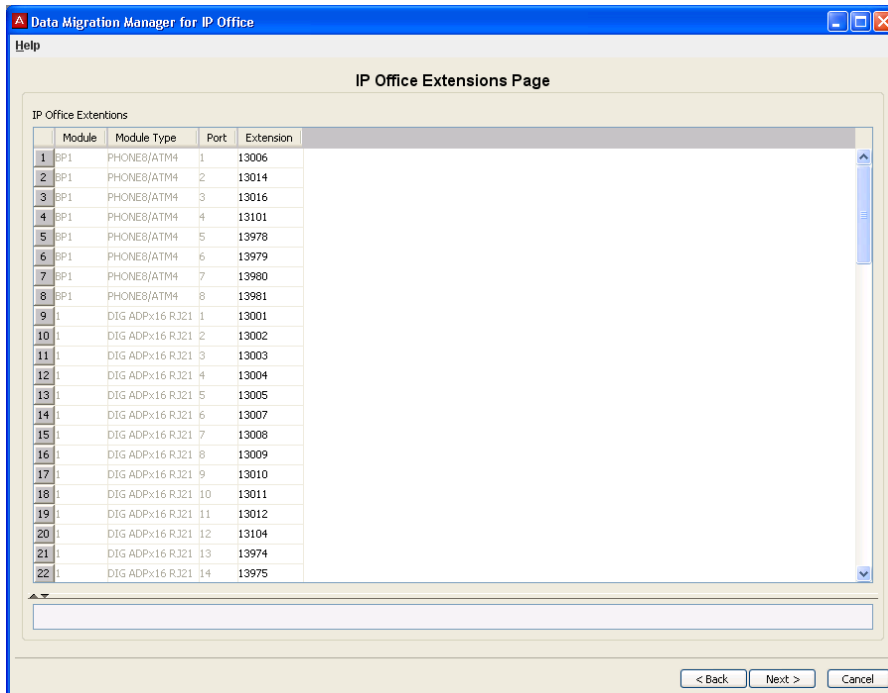 Data Migration Manager for IP Office
Help
IP Office Extensions Page
IP Office Extentions
Module Module Type Port Extension
1 BP1 PHONE8/ATM4 1 13006
2 BP1 PHONE8/ATM4 2 13014
3 BP1 PHONE8/ATM4 3 13016
4 BP1 PHONE8/ATM4 4 13101
5 BP1 PHONE8/ATM4 5 13978
6 BP1 PHONE8/ATM4 6 13979
7 BP1 PHONE8/ATM4 7 13980
8 BP1 PHONE8/ATM4 8 13981
9 1 DIG ADPx16 RJ21 1 13001
10 1 DIG ADPx16 RJ21 2 13002
11 1 DIG ADPx16 RJ21 3 13003
12 1 DIG ADPx16 RJ21 4 13004
13 1 DIG ADPx16 RJ21 5 13005
14 1 DIG ADPx16 RJ21 6 13007
15 1 DIG ADPx16 RJ21 7 13008
16 1 DIG ADPx16 RJ21 8 13009
17 1 DIG ADPx16 RJ21 9 13010
18 1 DIG ADPx16 RJ21 10 13011
19 1 DIG ADPx16 RJ21 11 13012
20 1 DIG ADPx16 RJ21 12 13104
21 1 DIG ADPx16 RJ21 13 13974
22 1 DIG ADPx16 RJ21 14 13975
< Back Next > Cancel